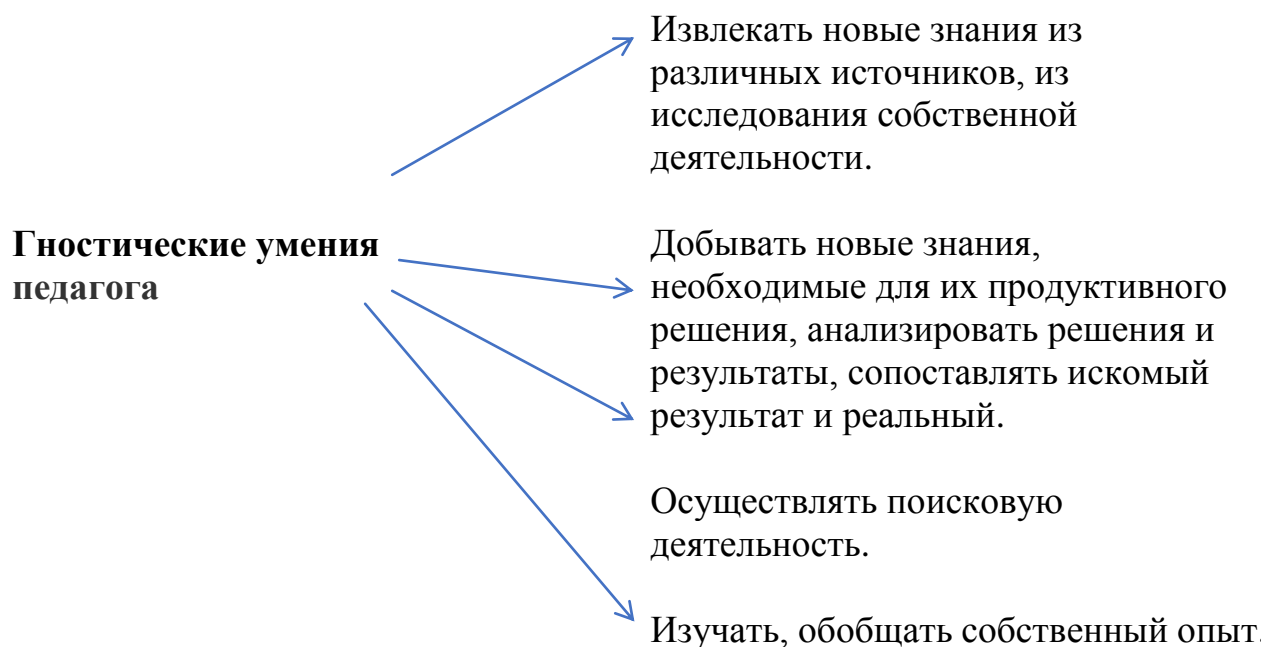 Извлекать новые знания из
различных источников, из
исследования собственной
деятельности.
Гностические умения
педагога
Добывать новые знания,
необходимые для их продуктивного
решения, анализировать решения и
результаты, сопоставлять искомый
результат и реальный.
Осуществлять поисковую
деятельность.
Изучать, обобщать собственный опыт.